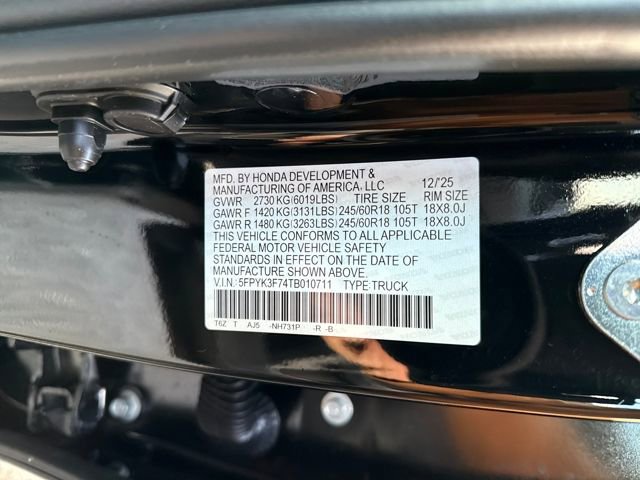 MFD. BY HONDA DEVELOPMENT &
MANUFACTURING OF AMERICA, LLC 12/'25
GVWR 2730 KG(6019LBS) TIRE SIZE RIM SIZE
GAWR F 1420 KG(3131LBS) 245/60R18 105T 18X8.0J
GAWR R 1480 KG(3263LBS) 245/60R18 105T 18X8.0J
THIS VEHICLE CONFORMS TO ALL APPLICABLE
FEDERAL MOTOR VEHICLE SAFETY
STANDARDS IN EFFECT ON THE DATE OF
MANUFACTURE SHOWN ABOVE.
V.I.N.: 5FPYK3F74TB010711 TYPE:TRUCK
T6Z T AJ5 -NH731P -R -B